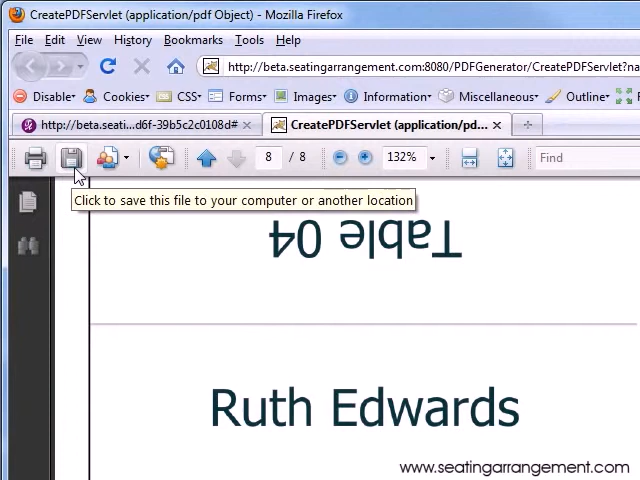 CreatePDFServlet (application/pdf Object) - Mozilla Firefox
File Edit View History Bookmarks Tools Help
http://beta.seatingarrangement.com:8080/PDFGenerator/CreatePDFServlet?na
Disable Cookies CSS Forms Images Information Miscellaneous Outline
http://beta.seati...d6f-39b5c2c0108d# CreatePDFServlet (application/pd...
8 / 8 132% Find
Click to save this file to your computer or another location
Table 04
Ruth Edwards
www.seatingarrangement.com